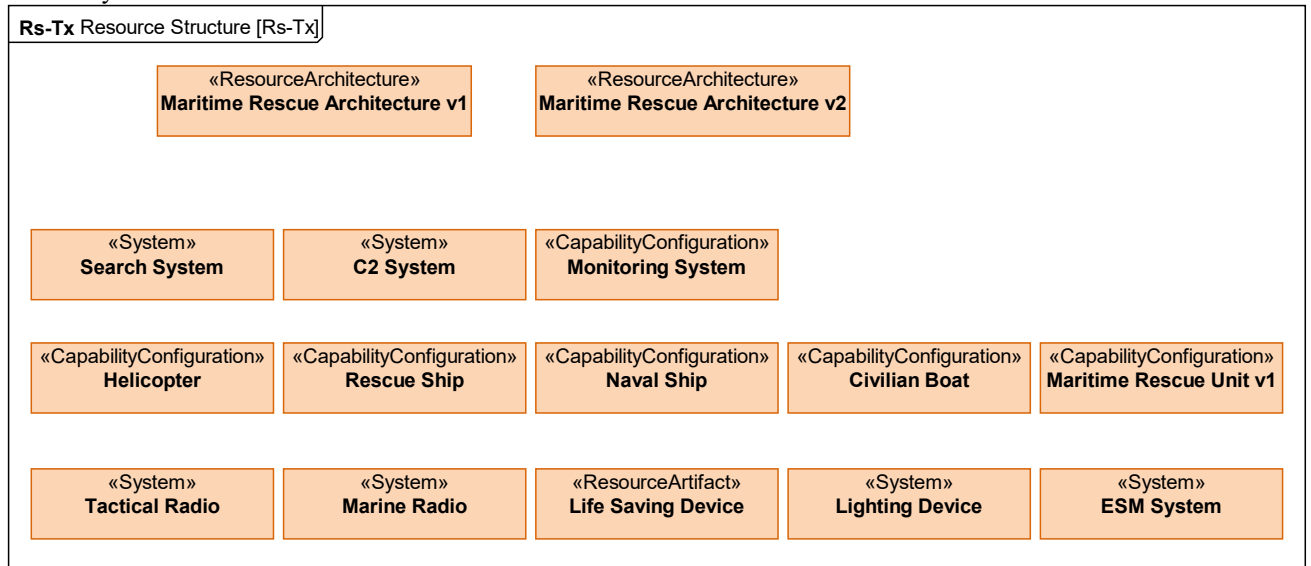 Rs-Tx Resource Structure [Rs-Tx]
«ResourceArchitecture»
Maritime Rescue Architecture v1
«ResourceArchitecture»
Maritime Rescue Architecture v2
«System»
Search System
«System»
C2 System
«CapabilityConfiguration»
Monitoring System
«CapabilityConfiguration»
Helicopter
«CapabilityConfiguration»
Rescue Ship
«CapabilityConfiguration»
Naval Ship
«CapabilityConfiguration»
Civilian Boat
«CapabilityConfiguration»
Maritime Rescue Unit v1
«System»
Tactical Radio
«System»
Marine Radio
«ResourceArtifact»
Life Saving Device
«System»
Lighting Device
«System»
ESM System